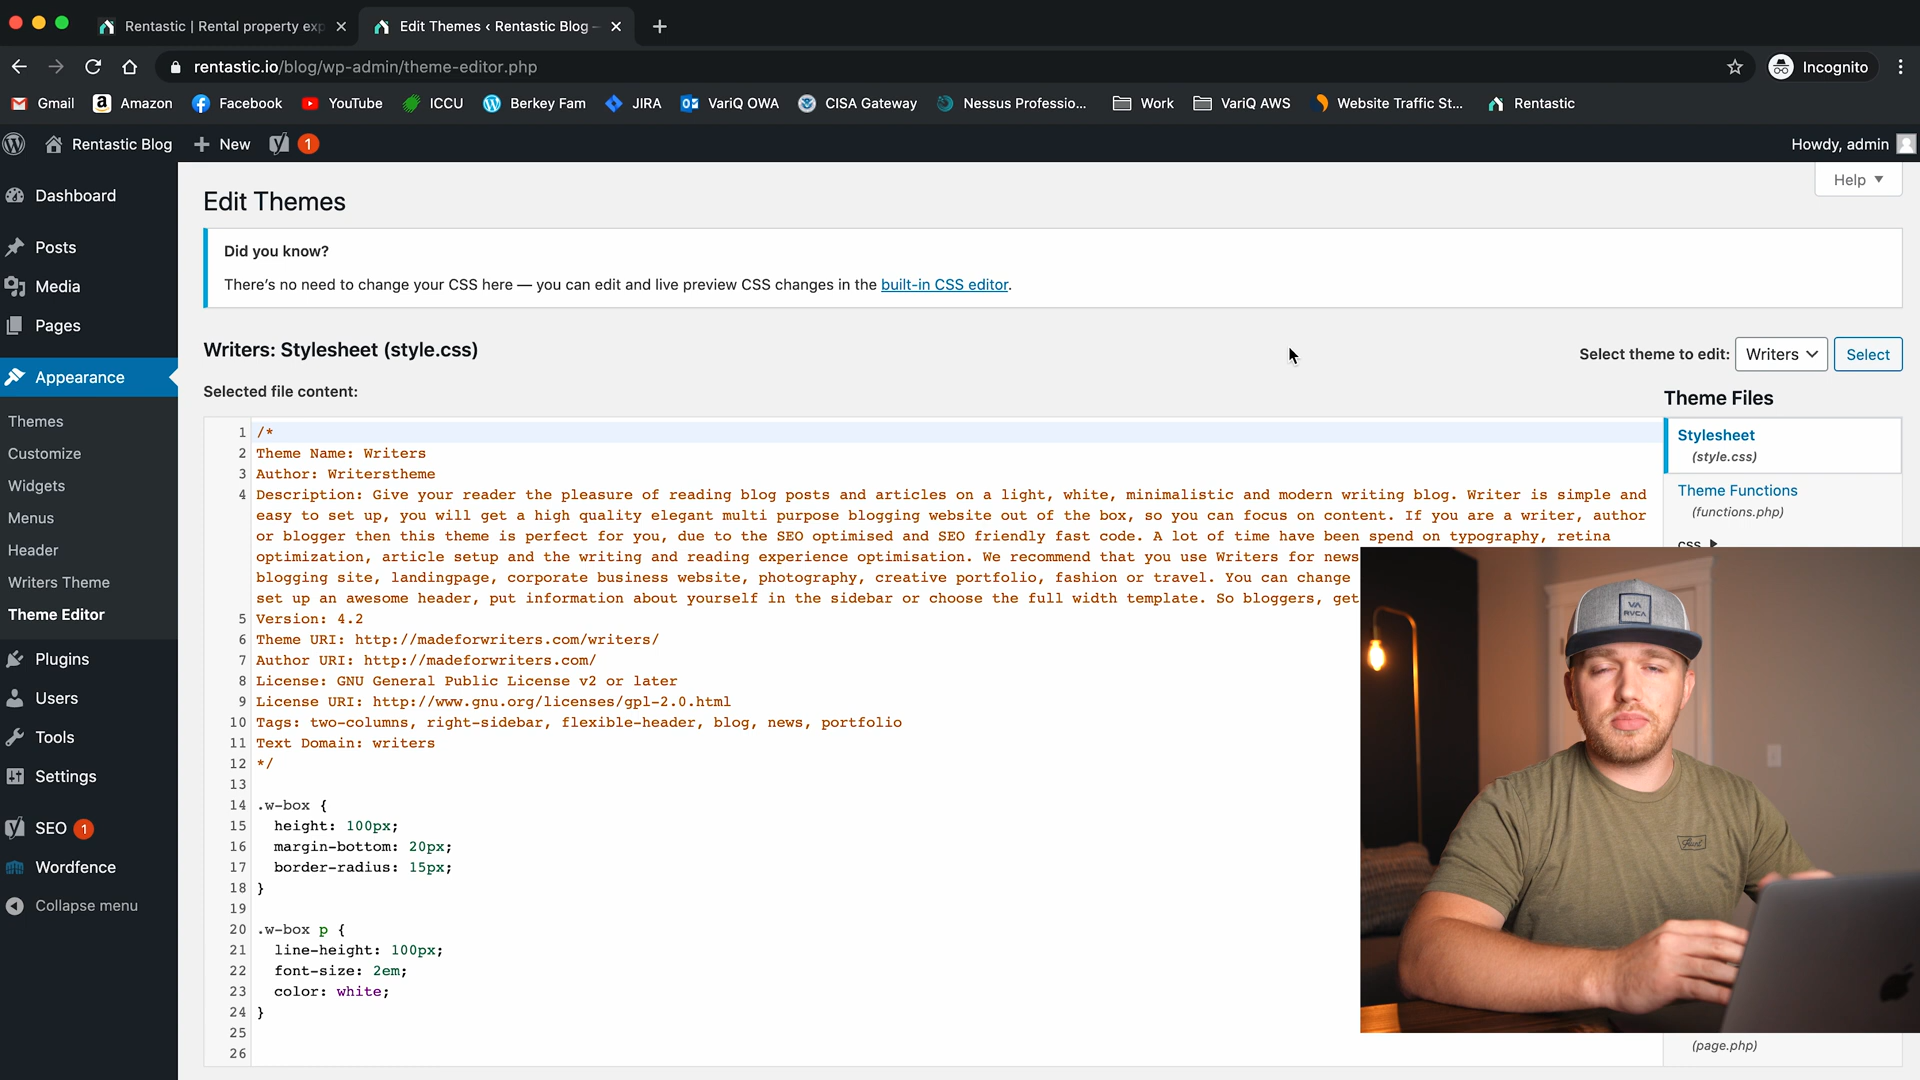 Rentastic | Rental property exp
Edit Themes ‹ Rentastic Blog –
rentastic.io/blog/wp-admin/theme-editor.php
Incognito
Gmail
Amazon
Facebook
YouTube
ICCU
Berkey Fam
JIRA
VariQ OWA
CISA Gateway
Nessus Professio...
Work
VariQ AWS
Website Traffic St...
Rentastic
Rentastic Blog
+ New
1
Howdy, admin
Help ▼
Dashboard
Posts
Media
Pages
Appearance
Themes
Customize
Widgets
Menus
Header
Writers Theme
Theme Editor
Plugins
Users
Tools
Settings
SEO 1
Wordfence
Collapse menu
Edit Themes
Did you know?
There's no need to change your CSS here — you can edit and live preview CSS changes in the built-in CSS editor.
Writers: Stylesheet (style.css)
Select theme to edit: Writers Select
Selected file content:
1 /*
2 Theme Name: Writers
3 Author: Writerstheme
4 Description: Give your reader the pleasure of reading blog posts and articles on a light, white, minimalistic and modern writing blog. Writer is simple and
easy to set up, you will get a high quality elegant multi purpose blogging website out of the box, so you can focus on content. If you are a writer, author
or blogger then this theme is perfect for you, due to the SEO optimised and SEO friendly fast code. A lot of time have been spend on typography, retina
optimization, article setup and the writing and reading experience optimisation. We recommend that you use Writers for news
blogging site, landingpage, corporate business website, photography, creative portfolio, fashion or travel. You can change
set up an awesome header, put information about yourself in the sidebar or choose the full width template. So bloggers, get
5 Version: 4.2
6 Theme URI: http://madeforwriters.com/writers/
7 Author URI: http://madeforwriters.com/
8 License: GNU General Public License v2 or later
9 License URI: http://www.gnu.org/licenses/gpl-2.0.html
10 Tags: two-columns, right-sidebar, flexible-header, blog, news, portfolio
11 Text Domain: writers
12 */
13
14 .w-box {
15 height: 100px;
16 margin-bottom: 20px;
17 border-radius: 15px;
18 }
19
20 .w-box p {
21 line-height: 100px;
22 font-size: 2em;
23 color: white;
24 }
25
26
Theme Files
Stylesheet
(style.css)
Theme Functions
(functions.php)
css ▶
VA
RVCA
(page.php)